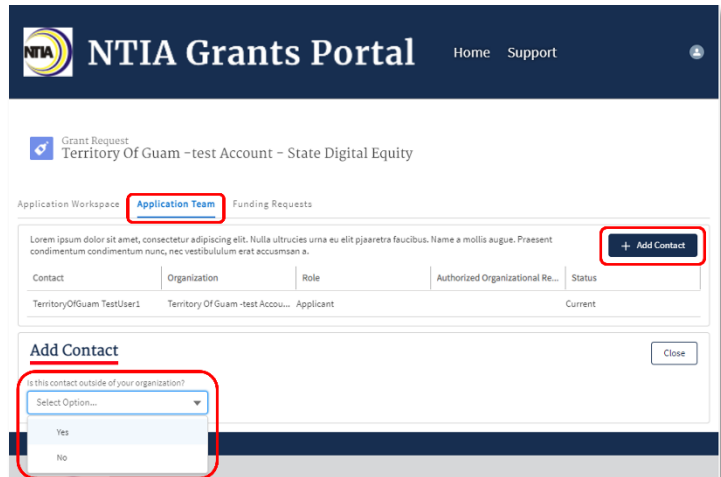 NTIA
NTIA Grants Portal
Home Support
Grant Request
Territory Of Guam –test Account – State Digital Equity
Application Workspace Application Team Funding Requests
Lorem ipsum dolor sit amet, consectetur adipiscing elit. Nulla ultrucies urna eu elit pjaaretra faucibus. Name a mollis augue. Praesent
condimentum condimentum nunc, nec vestibululum erat accusmsan a.
+ Add Contact
Contact Organization Role Authorized Organizational Re... Status
TerritoryOfGuam TestUser1 Territory Of Guam -test Accou... Applicant Current
Add Contact
Close
Is this contact outside of your organization?
Select Option...
Yes
No